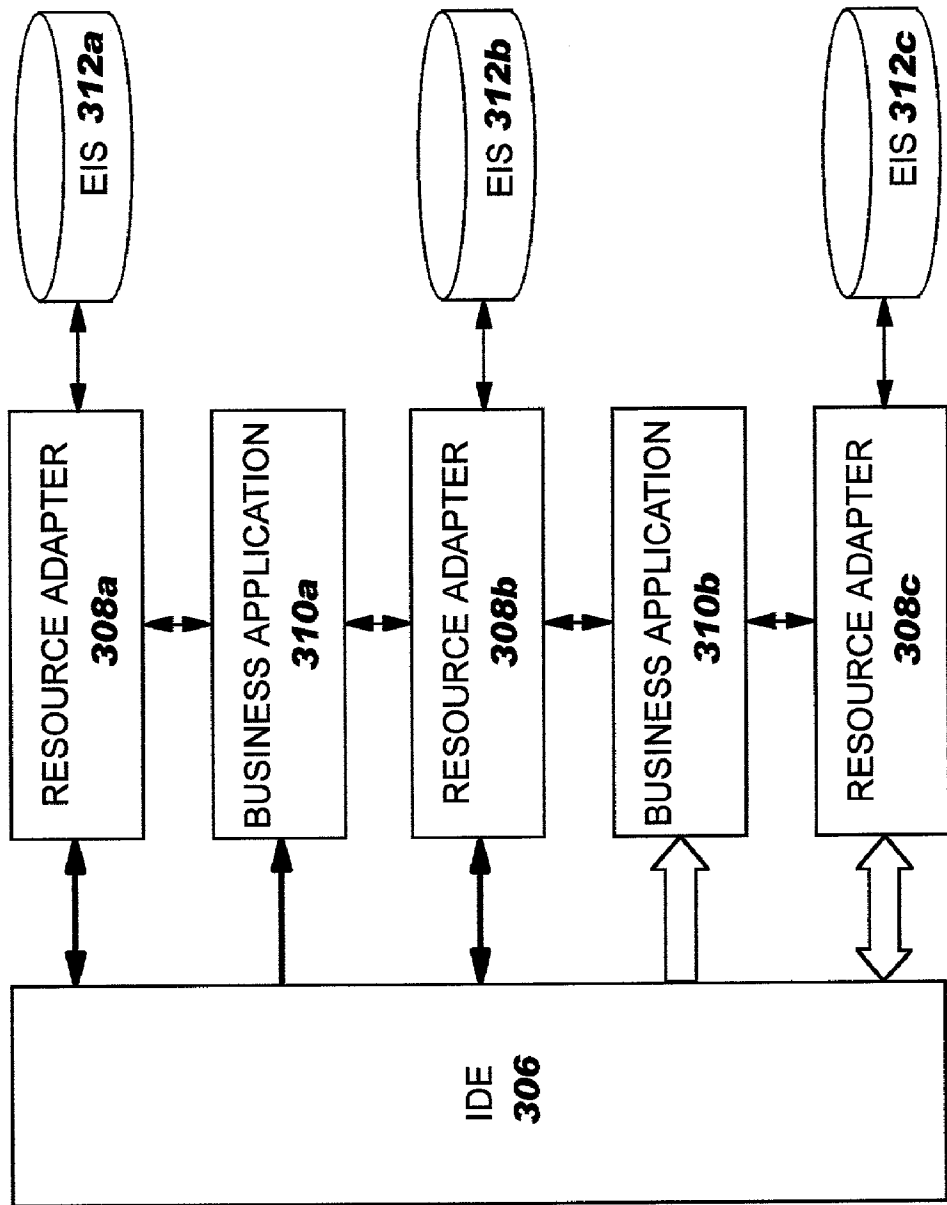 IDE
306
RESOURCE ADAPTER
308a
BUSINESS APPLICATION
310a
RESOURCE ADAPTER
308b
BUSINESS APPLICATION
310b
RESOURCE ADAPTER
308c
EIS 312a
EIS 312b
EIS 312c